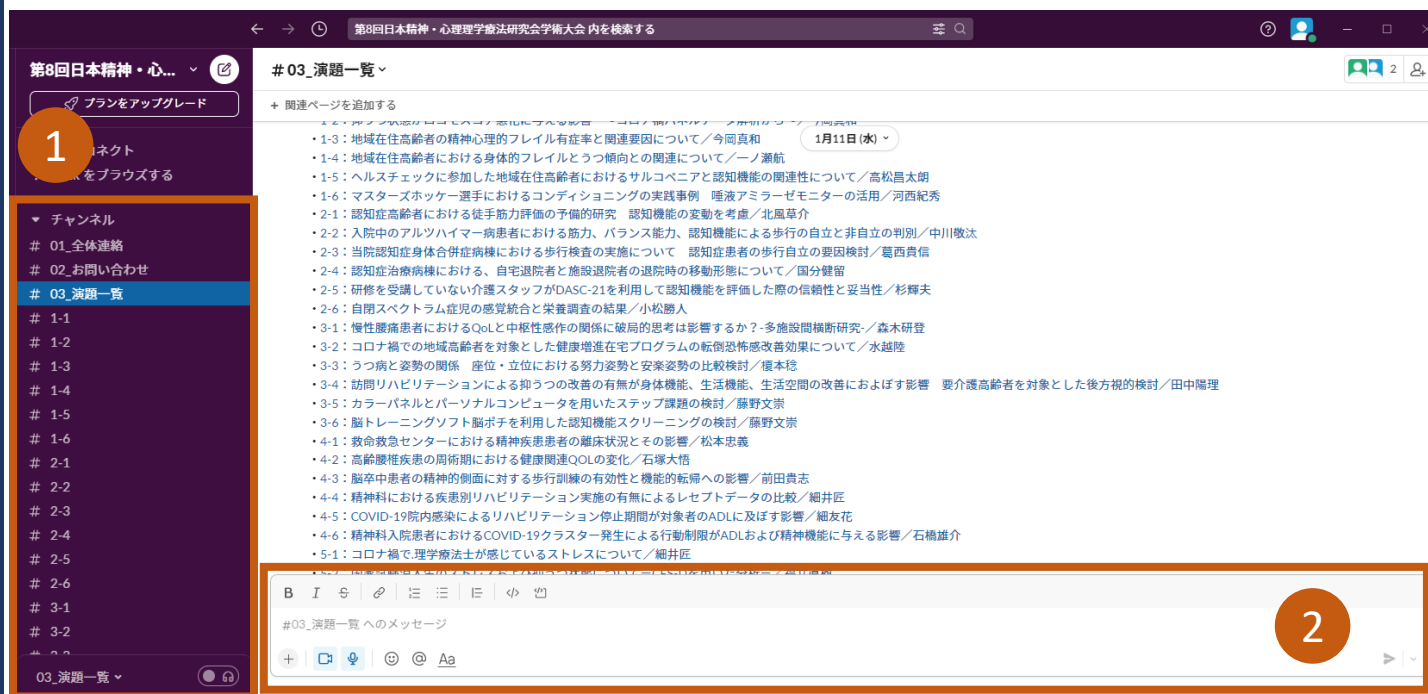 第8回日本精神・心理理学療法研究会学術大会 内を検索する
第8回日本精神・心...
プランをアップグレード
1
ネクト
をブラウズする
チャンネル
# 01_全体連絡
# 02_お問い合わせ
# 03_演題一覧
# 1-1
# 1-2
# 1-3
# 1-4
# 1-5
# 1-6
# 2-1
# 2-2
# 2-3
# 2-4
# 2-5
# 2-6
# 3-1
# 3-2
03_演題一覧
# 03_演題一覧
2
+ 関連ページを追加する
1月11日 (水)
・1-3：地域在住高齢者の精神心理的フレイル有症率と関連要因について／今岡真和
・1-4：地域在住高齢者における身体的フレイルとうつ傾向との関連について／一ノ瀬航
・1-5：ヘルスチェックに参加した地域在住高齢者におけるサルコペニアと認知機能の関連性について／高松昌太朗
・1-6：マスターズホッケー選手におけるコンディショニングの実践事例　唾液アミラーゼモニターの活用／河西紀秀
・2-1：認知症高齢者における徒手筋力評価の予備的研究　認知機能の変動を考慮／北風草介
・2-2：入院中のアルツハイマー病患者における筋力、バランス能力、認知機能による歩行の自立と非自立の判別／中川敬汰
・2-3：当院認知症身体合併症病棟における歩行検査の実施について　認知症患者の歩行自立の要因検討／葛西貴信
・2-4：認知症治療病棟における、自宅退院者と施設退院者の退院時の移動形態について／国分健留
・2-5：研修を受講していない介護スタッフがDASC-21を利用して認知機能を評価した際の信頼性と妥当性／杉輝夫
・2-6：自閉スペクトラム症児の感覚統合と栄養調査の結果／小松勝人
・3-1：慢性腰痛患者におけるQoLと中枢性感作の関係に破局的思考は影響するか？-多施設間横断研究-／森木研登
・3-2：コロナ禍での地域高齢者を対象とした健康増進在宅プログラムの転倒恐怖感改善効果について／水越陸
・3-3：うつ病と姿勢の関係　座位・立位における努力姿勢と安楽姿勢の比較検討／榎本稔
・3-4：訪問リハビリテーションによる抑うつの改善の有無が身体機能、生活機能、生活空間の改善におよぼす影響　要介護高齢者を対象とした後方視的検討／田中陽理
・3-5：カラーパネルとパーソナルコンピュータを用いたステップ課題の検討／藤野文崇
・3-6：脳トレーニングソフト脳ポチを利用した認知機能スクリーニングの検討／藤野文崇
・4-1：救命救急センターにおける精神疾患患者の離床状況とその影響／松本忠義
・4-2：高齢腰椎疾患の周術期における健康関連QOLの変化／石塚大悟
・4-3：脳卒中患者の精神的側面に対する歩行訓練の有効性と機能的転帰への影響／前田貴志
・4-4：精神科における疾患別リハビリテーション実施の有無によるレセプトデータの比較／細井匠
・4-5：COVID-19院内感染によるリハビリテーション停止期間が対象者のADLに及ぼす影響／細友花
・4-6：精神科入院患者におけるCOVID-19クラスター発生による行動制限がADLおよび精神機能に与える影響／石橋雄介
・5-1：コロナ禍で.理学療法士が感じているストレスについて／細井匠
B I S
#03_演題一覧 へのメッセージ
@ Aa
2